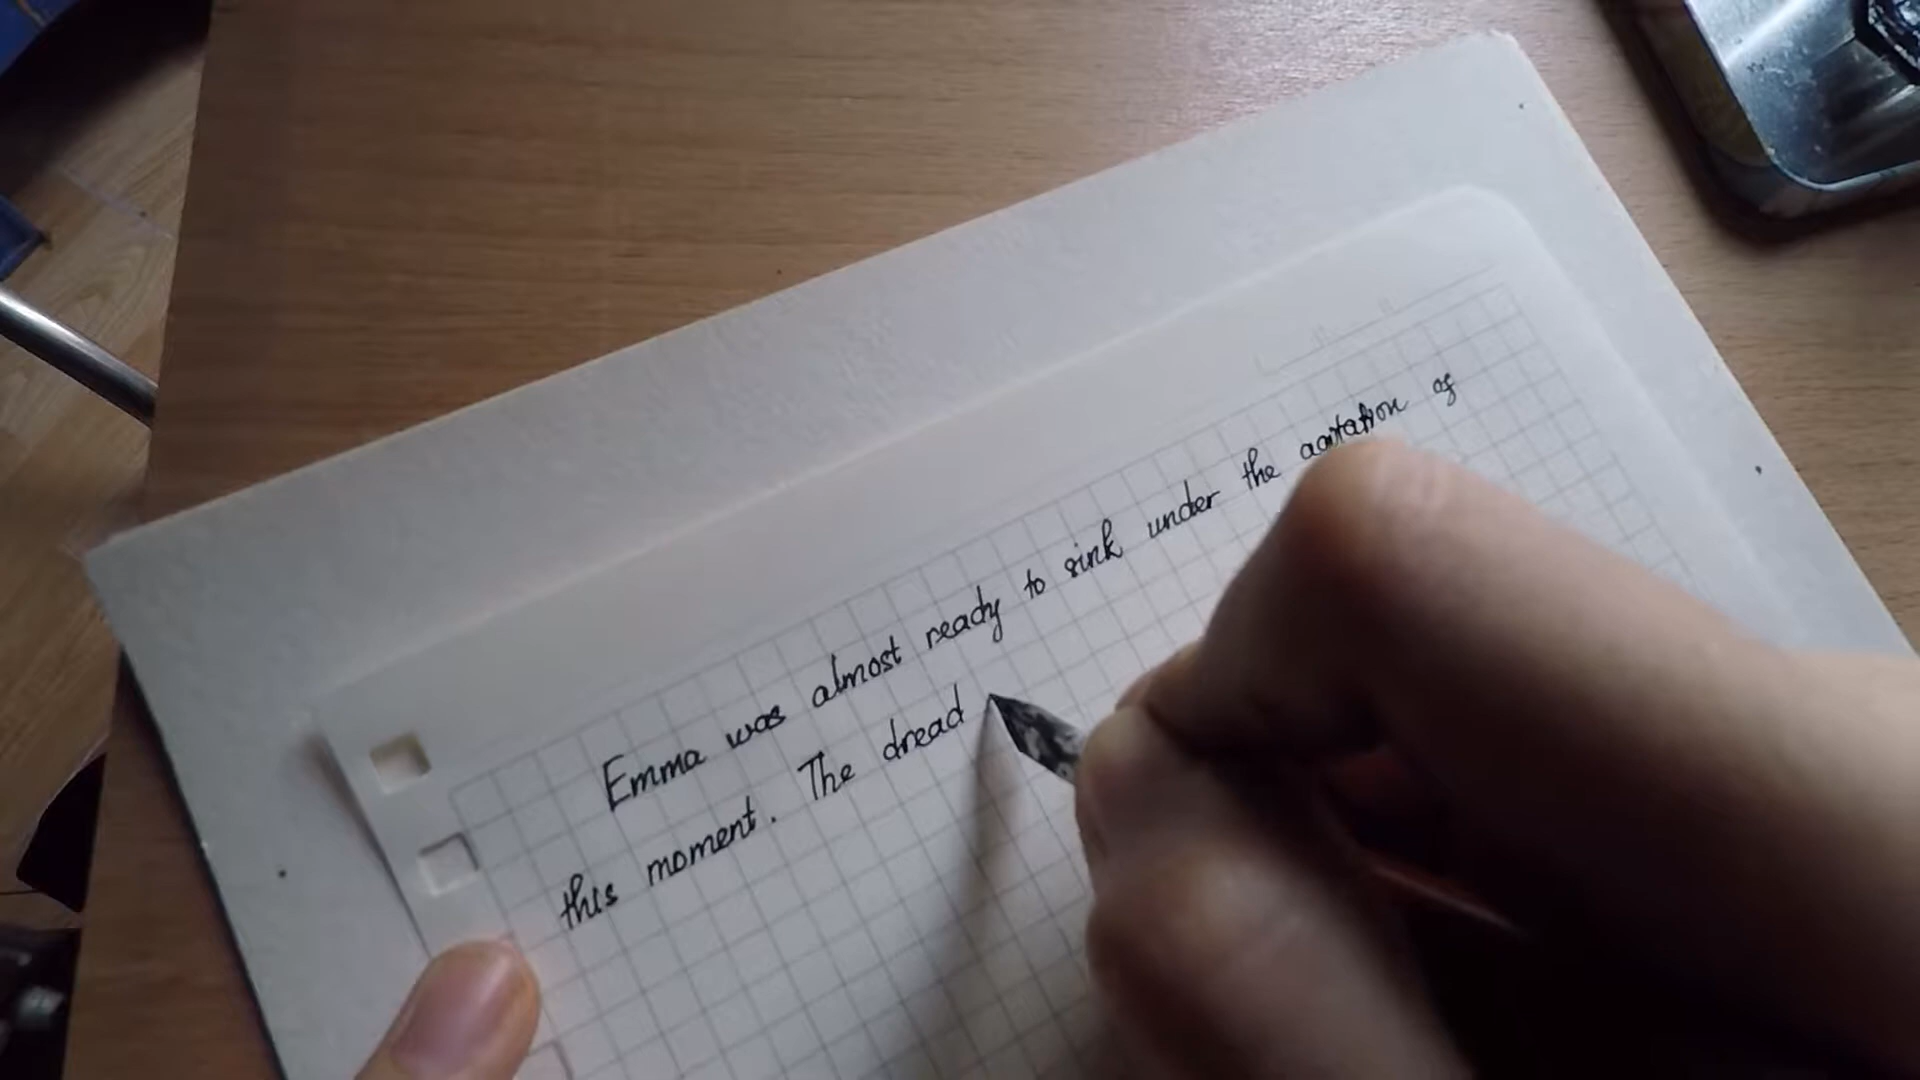 Emma was almost ready to sink under the agitation of
this moment. The dread